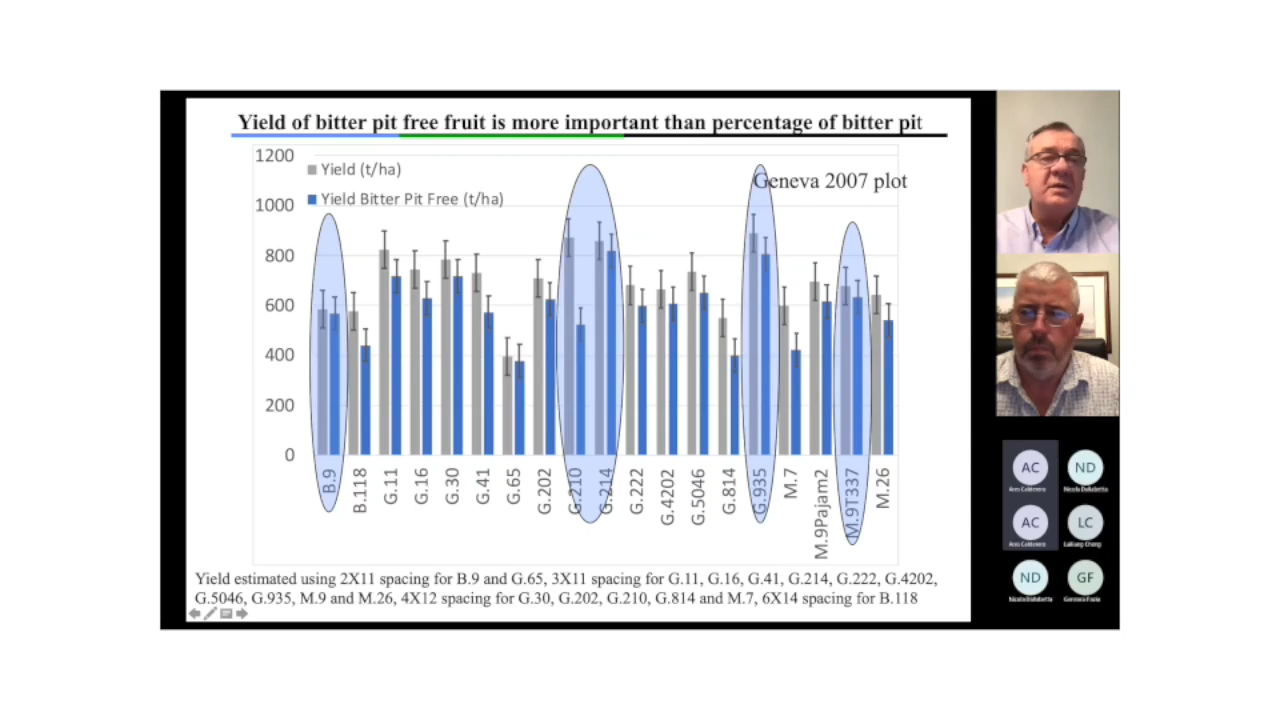 Yield of bitter pit free fruit is more important than percentage of bitter pit
1200
1000
800
600
400
200
0
Yield (t/ha)
Yield Bitter Pit Free (t/ha)
Geneva 2007 plot
B.9
B.118
G.11
G.16
G.30
G.41
G.65
G.202
G.210
G.214
G.222
G.4202
G.5046
G.814
G.935
M.7
M.9Pajam2
M.9T337
M.26
Yield estimated using 2X11 spacing for B.9 and G.65, 3X11 spacing for G.11, G.16, G.41, G.214, G.222, G.4202,
G.5046, G.935, M.9 and M.26, 4X12 spacing for G.30, G.202, G.210, G.814 and M.7, 6X14 spacing for B.118
AC
ND
AC
LC
ND
GF